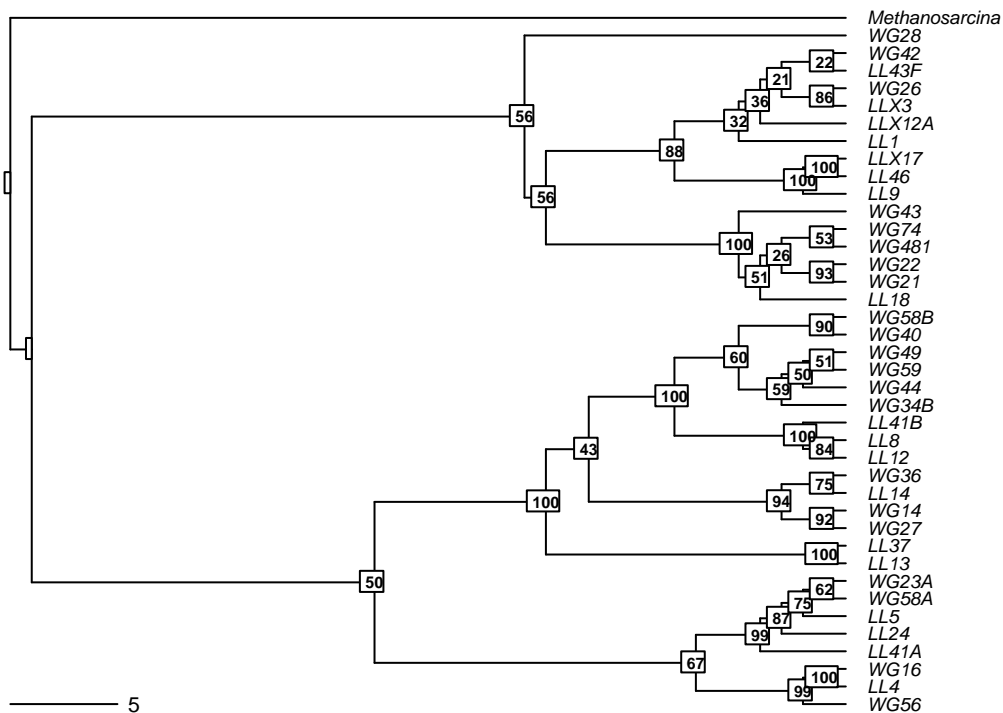 Methanosarcina
WG28
WG42
22
LL43F
21
WG26
36
86
LLX3
32
LLX12A
LL1
56
88
LLX17
100
LL46
100
LL9
56
WG43
WG74
53
WG481
100
26
WG22
93
WG21
51
LL18
WG58B
90
WG40
60
WG49
51
WG59
50
WG44
59
WG34B
100
LL41B
100
LL8
43
84
LL12
WG36
75
LL14
100
94
WG14
92
WG27
LL37
100
LL13
50
WG23A
62
WG58A
75
LL5
87
LL24
99
LL41A
67
WG16
100
LL4
99
WG56
5